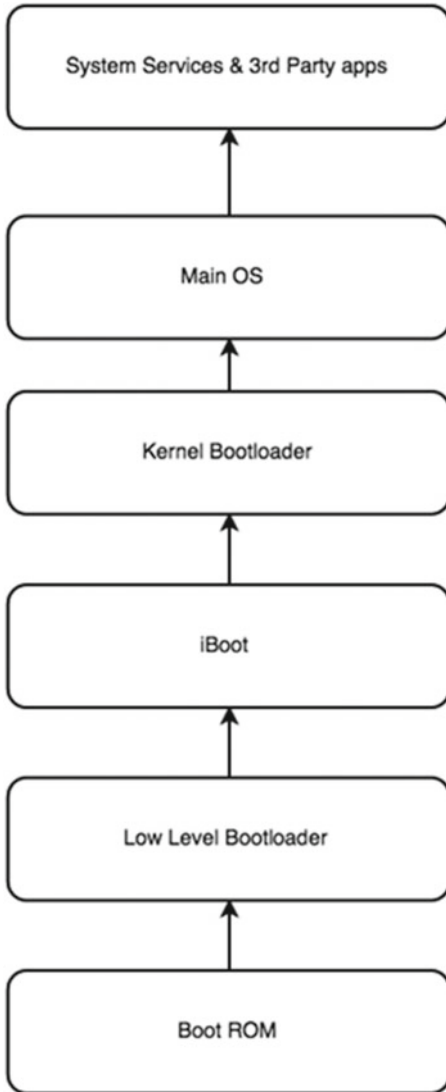 System Services & 3rd Party apps
Main OS
Kernel Bootloader
iBoot
Low Level Bootloader
Boot ROM